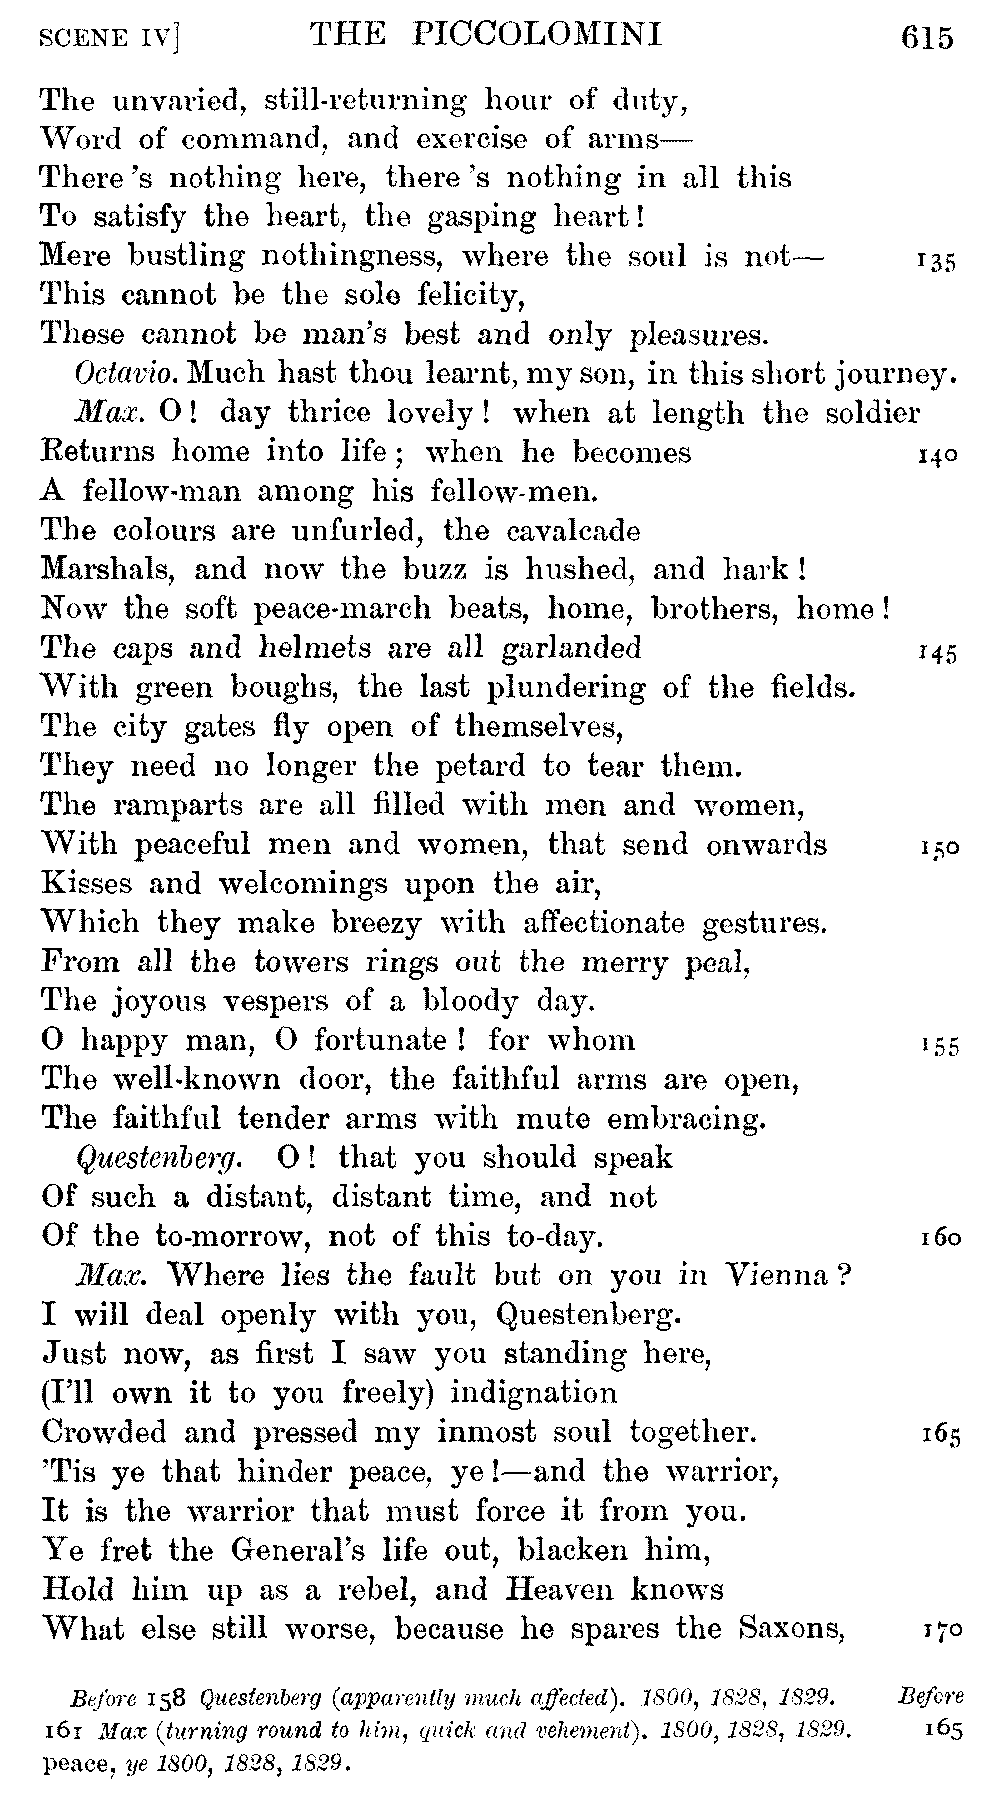 SCENE IV] THE PICCOLOMINI 615
The unvaried, still-returning hour of duty,
Word of command, and exercise of arms—
There's nothing here, there's nothing in all this
To satisfy the heart, the gasping heart!
Mere bustling nothingness, where the soul is not— 135
This cannot be the sole felicity,
These cannot be man's best and only pleasures.
Octavio. Much hast thou learnt, my son, in this short journey.
Max. O! day thrice lovely! when at length the soldier
Returns home into life; when he becomes 140
A fellow-man among his fellow-men.
The colours are unfurled, the cavalcade
Marshals, and now the buzz is hushed, and hark!
Now the soft peace-march beats, home, brothers, home!
The caps and helmets are all garlanded 145
With green boughs, the last plundering of the fields.
The city gates fly open of themselves,
They need no longer the petard to tear them.
The ramparts are all filled with men and women,
With peaceful men and women, that send onwards 150
Kisses and welcomings upon the air,
Which they make breezy with affectionate gestures.
From all the towers rings out the merry peal,
The joyous vespers of a bloody day.
O happy man, O fortunate! for whom 155
The well-known door, the faithful arms are open,
The faithful tender arms with mute embracing.
Questenberg. O! that you should speak
Of such a distant, distant time, and not
Of the to-morrow, not of this to-day. 160
Max. Where lies the fault but on you in Vienna?
I will deal openly with you, Questenberg.
Just now, as first I saw you standing here,
(I'll own it to you freely) indignation
Crowded and pressed my inmost soul together. 165
'Tis ye that hinder peace, ye!—and the warrior,
It is the warrior that must force it from you.
Ye fret the General's life out, blacken him,
Hold him up as a rebel, and Heaven knows
What else still worse, because he spares the Saxons, 170
Before 158 Questenberg (apparently much affected). 1800, 1828, 1829. Before
161 Max (turning round to him, quick and vehement). 1800, 1828, 1829. 165
peace, ye 1800, 1828, 1829.